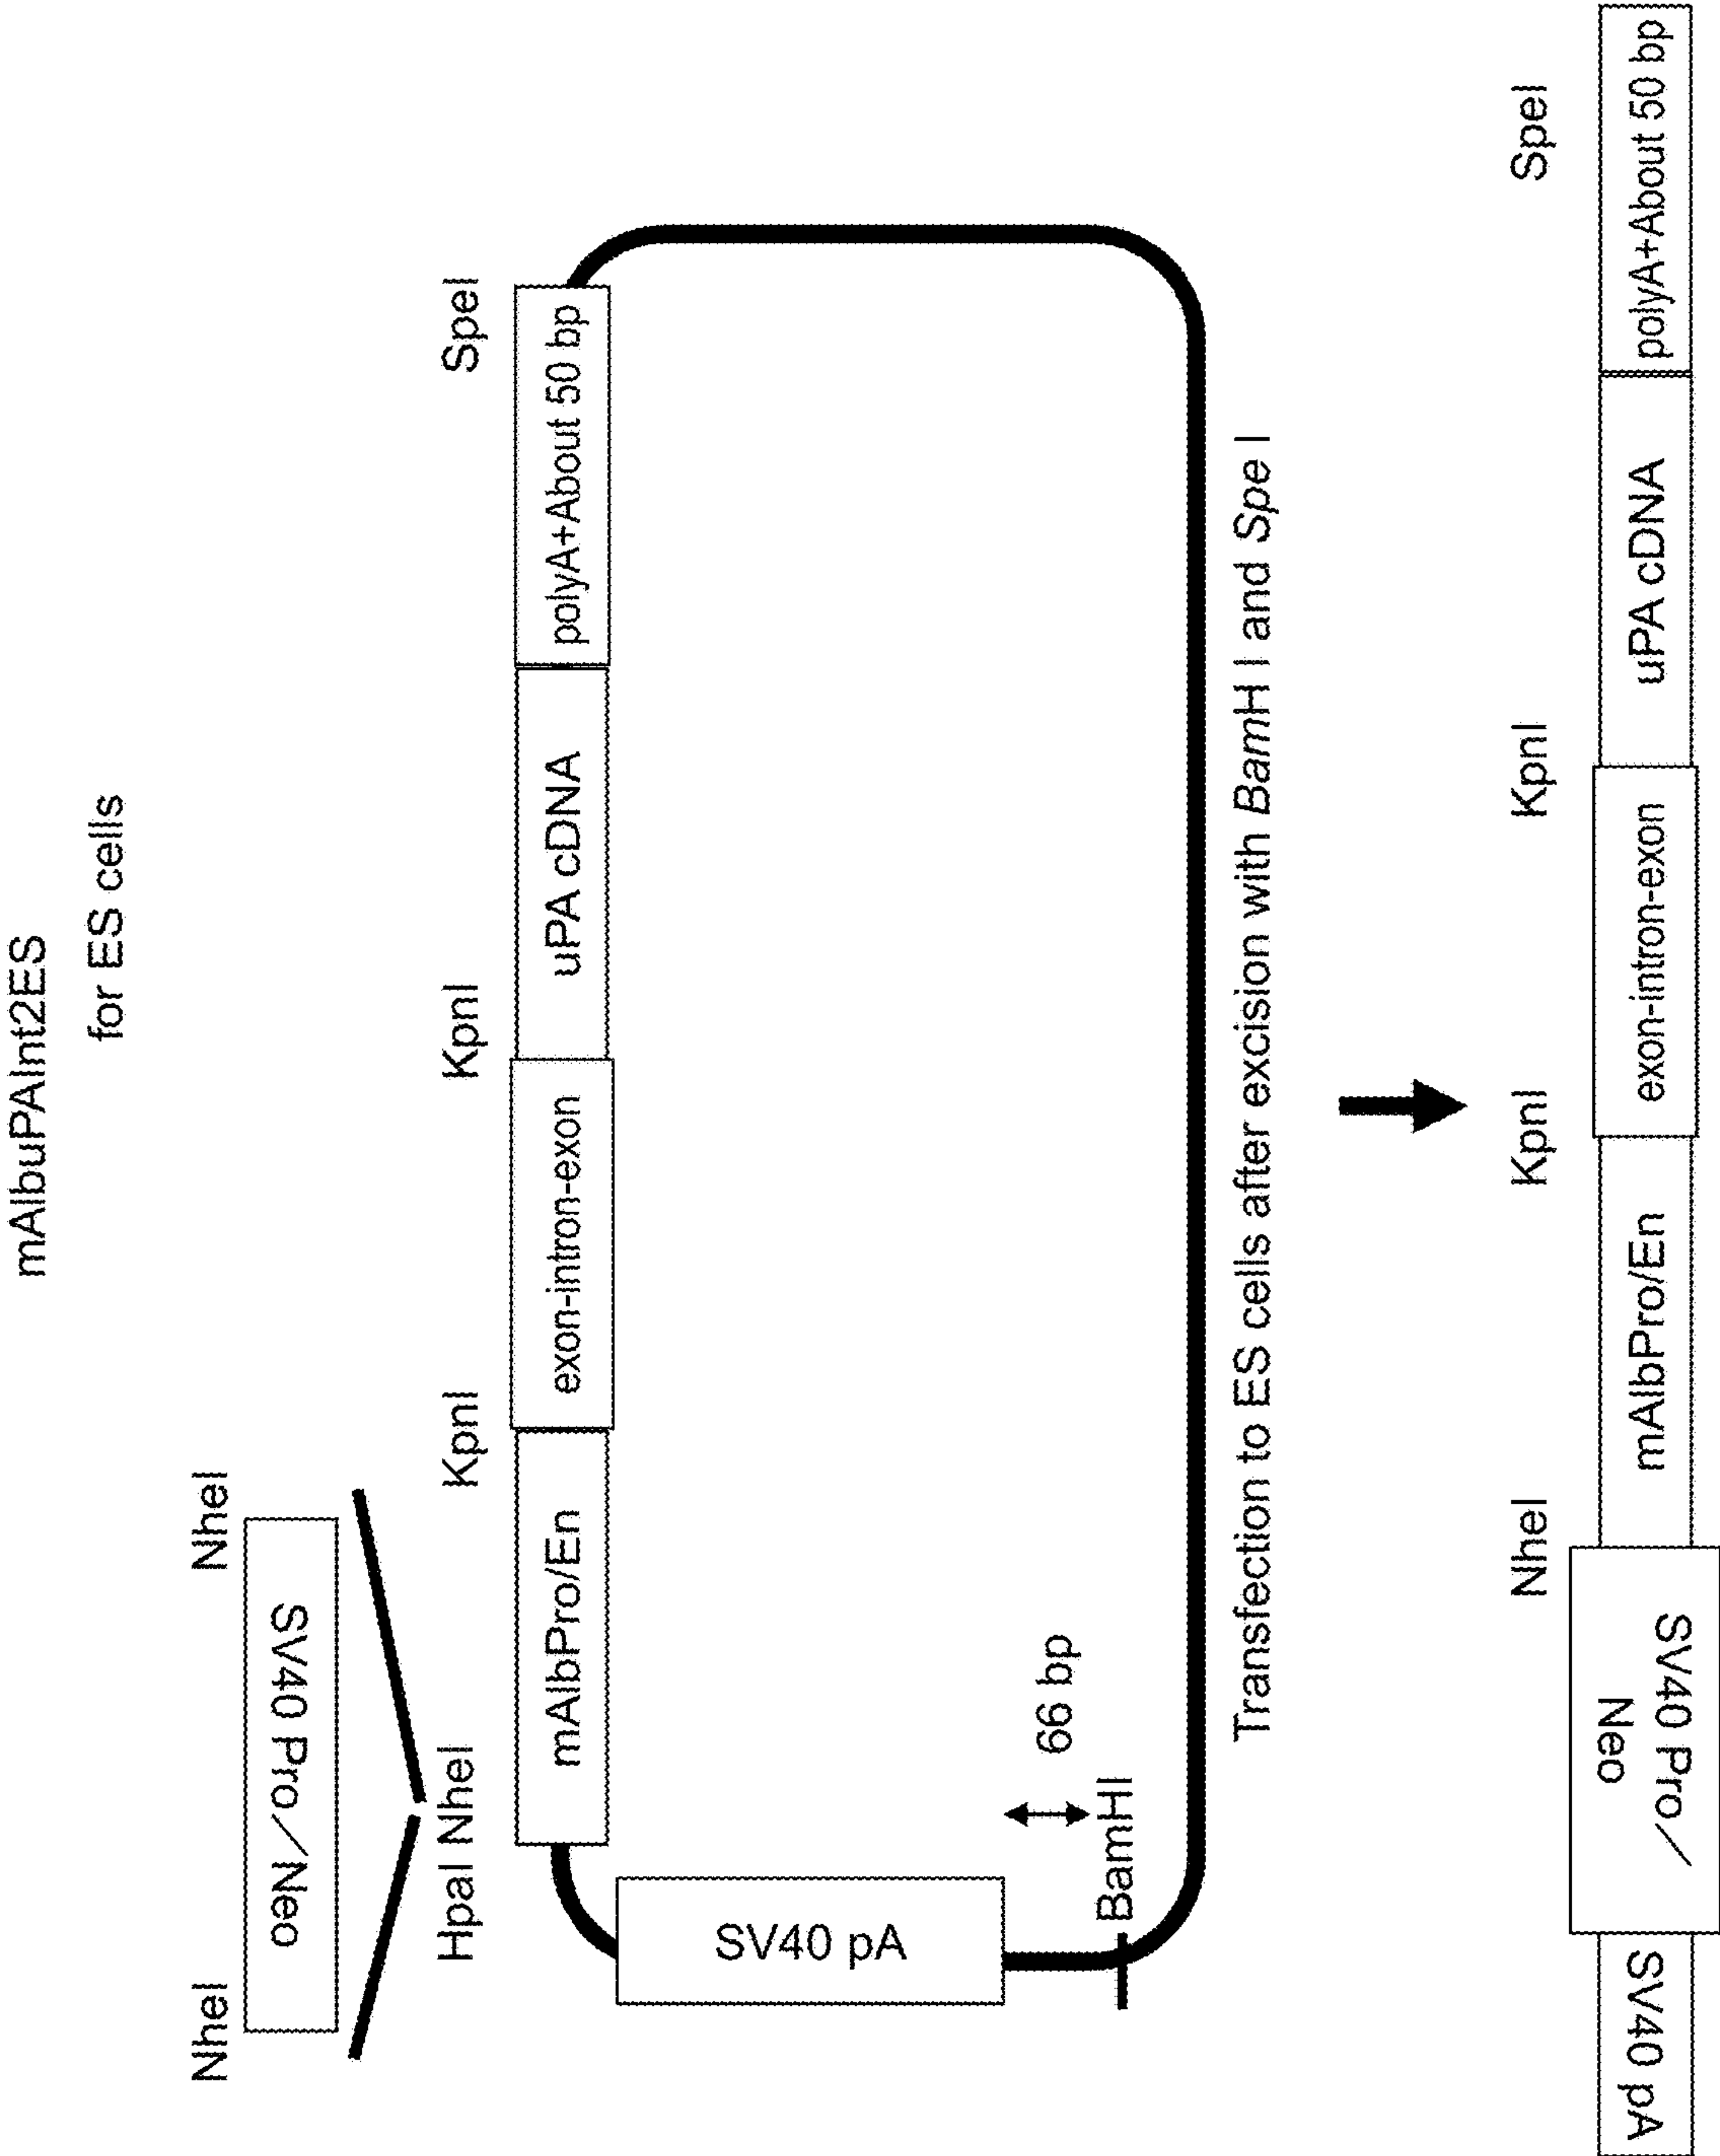 mAlbuPAInt2ES
for ES cells
NheI
NheI
SV40 Pro/Neo
HpaI NheI
KpnI
KpnI
SpeI
mAlbPro/En
exon-intron-exon
uPA cDNA
polyA+About 50 bp
SV40 pA
66 bp
BamHI
Transfection to ES cells after excision with BamH I and Spe I
NheI
KpnI
KpnI
SpeI
SV40 pA
SV40 Pro/
Neo
mAlbPro/En
exon-intron-exon
uPA cDNA
polyA+About 50 bp